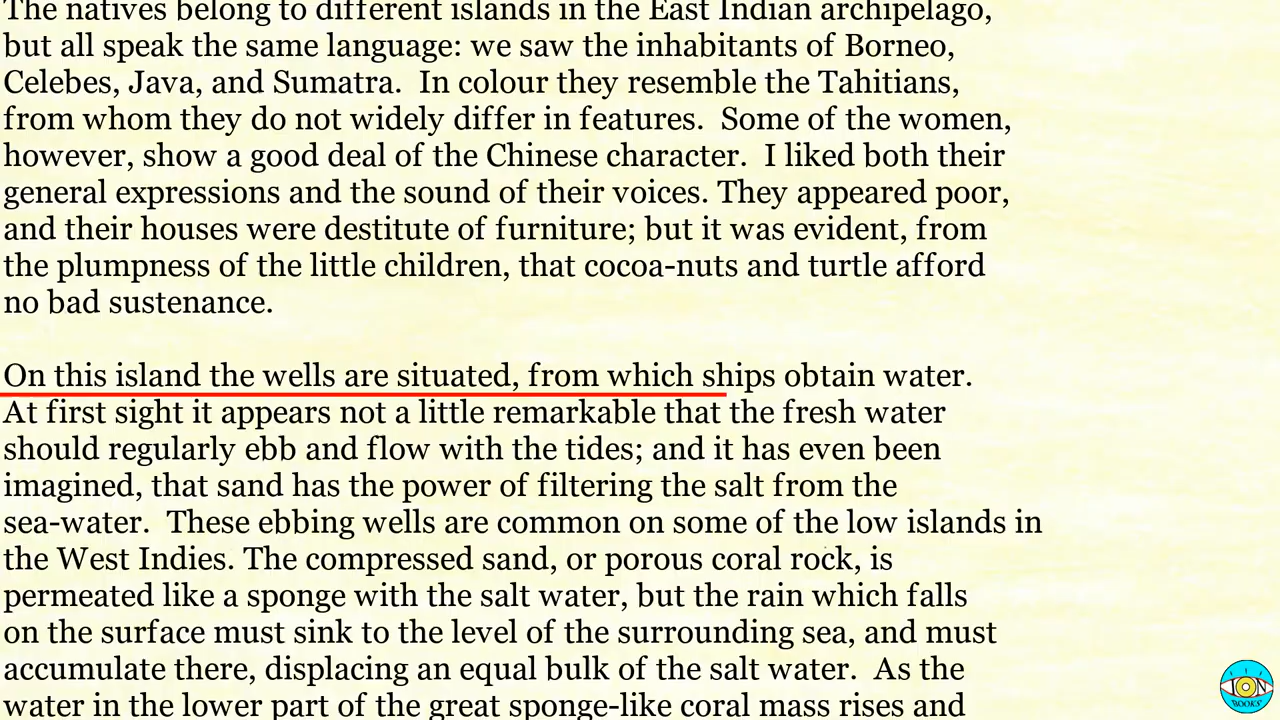 The natives belong to different islands in the East Indian archipelago,
but all speak the same language: we saw the inhabitants of Borneo,
Celebes, Java, and Sumatra.  In colour they resemble the Tahitians,
from whom they do not widely differ in features.  Some of the women,
however, show a good deal of the Chinese character.  I liked both their
general expressions and the sound of their voices. They appeared poor,
and their houses were destitute of furniture; but it was evident, from
the plumpness of the little children, that cocoa-nuts and turtle afford
no bad sustenance.
On this island the wells are situated, from which ships obtain water.
At first sight it appears not a little remarkable that the fresh water
should regularly ebb and flow with the tides; and it has even been
imagined, that sand has the power of filtering the salt from the
sea-water.  These ebbing wells are common on some of the low islands in
the West Indies. The compressed sand, or porous coral rock, is
permeated like a sponge with the salt water, but the rain which falls
on the surface must sink to the level of the surrounding sea, and must
accumulate there, displacing an equal bulk of the salt water.  As the
water in the lower part of the great sponge-like coral mass rises and
ION
BOOKS